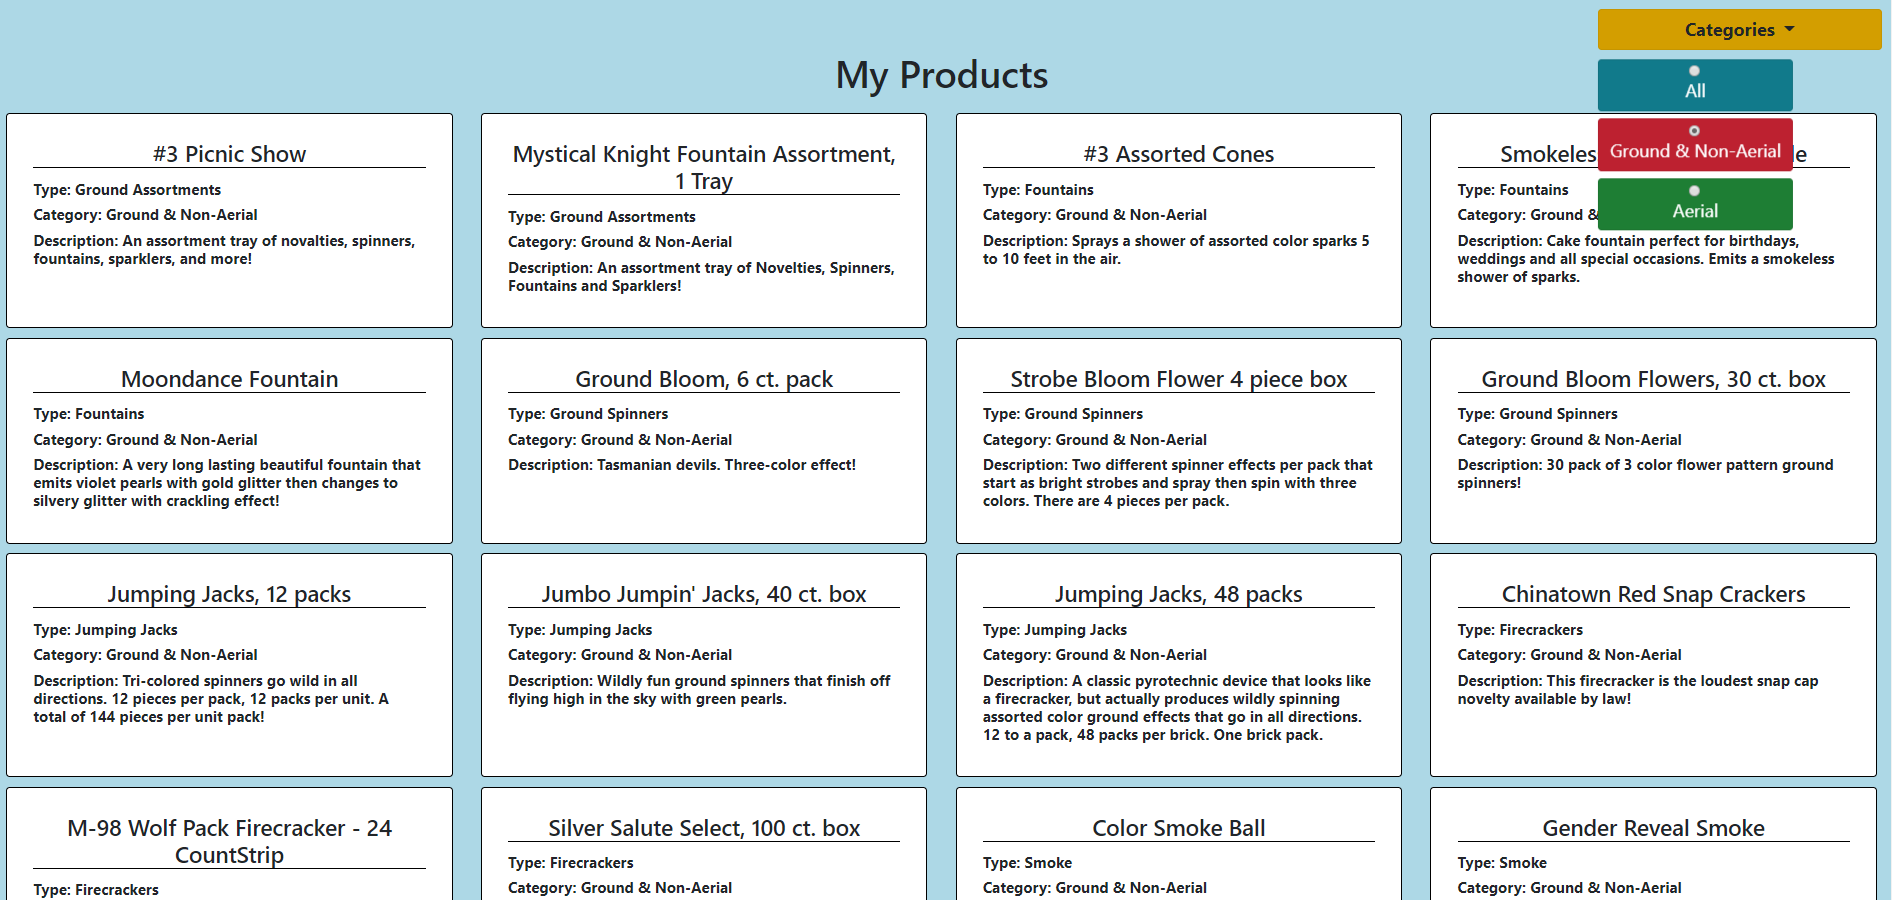 Categories
My Products
All
Ground & Non-Aerial
Aerial
#3 Picnic Show
Type: Ground Assortments
Category: Ground & Non-Aerial
Description: An assortment tray of novalties, spinners,
fountains, sparklers, and more!
Mystical Knight Fountain Assortment,
1 Tray
Type: Ground Assortments
Category: Ground & Non-Aerial
Description: An assortment tray of Novelties, Spinners,
Fountains and Sparklers!
#3 Assorted Cones
Type: Fountains
Category: Ground & Non-Aerial
Description: Sprays a shower of assorted color sparks 5
to 10 feet in the air.
Type: Fountains
Category: Ground &
Description: Cake fountain perfect for birthdays,
weddings and all special occasions. Emits a smokeless
shower of sparks.
Moondance Fountain
Type: Fountains
Category: Ground & Non-Aerial
Description: A very long lasting beautiful fountain that
emits violet pearls with gold glitter then changes to
silvery glitter with crackling effect!
Ground Bloom, 6 ct. pack
Type: Ground Spinners
Category: Ground & Non-Aerial
Description: Tasmanian devils. Three-color effect!
Strobe Bloom Flower 4 piece box
Type: Ground Spinners
Category: Ground & Non-Aerial
Description: Two different spinner effects per pack that
start as bright strobes and spray then spin with three
colors. There are 4 pieces per pack.
Ground Bloom Flowers, 30 ct. box
Type: Ground Spinners
Category: Ground & Non-Aerial
Description: 30 pack of 3 color flower pattern ground
spinners!
Jumping Jacks, 12 packs
Type: Jumping Jacks
Category: Ground & Non-Aerial
Description: Tri-colored spinners go wild in all
directions. 12 pieces per pack, 12 packs per unit. A
total of 144 pieces per unit pack!
Jumbo Jumpin' Jacks, 40 ct. box
Type: Jumping Jacks
Category: Ground & Non-Aerial
Description: Wildly fun ground spinners that finish off
flying high in the sky with green pearls.
Jumping Jacks, 48 packs
Type: Jumping Jacks
Category: Ground & Non-Aerial
Description: A classic pyrotechnic device that looks like
a firecracker, but actually produces wildly spinning
assorted color ground effects that go in all directions.
12 to a pack, 48 packs per brick. One brick pack.
Chinatown Red Snap Crackers
Type: Firecrackers
Category: Ground & Non-Aerial
Description: This firecracker is the loudest snap cap
novelty available by law!
M-98 Wolf Pack Firecracker - 24
CountStrip
Type: Firecrackers
Silver Salute Select, 100 ct. box
Type: Firecrackers
Category: Ground & Non-Aerial
Color Smoke Ball
Type: Smoke
Category: Ground & Non-Aerial
Gender Reveal Smoke
Type: Smoke
Category: Ground & Non-Aerial